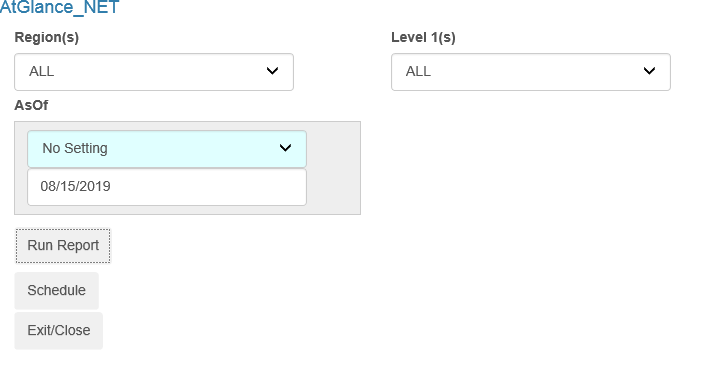 AtGlance_NET
Region(s) Level 1(s)
ALL ALL
AsOf
No Setting
08/15/2019
Run Report
Schedule
Exit/Close